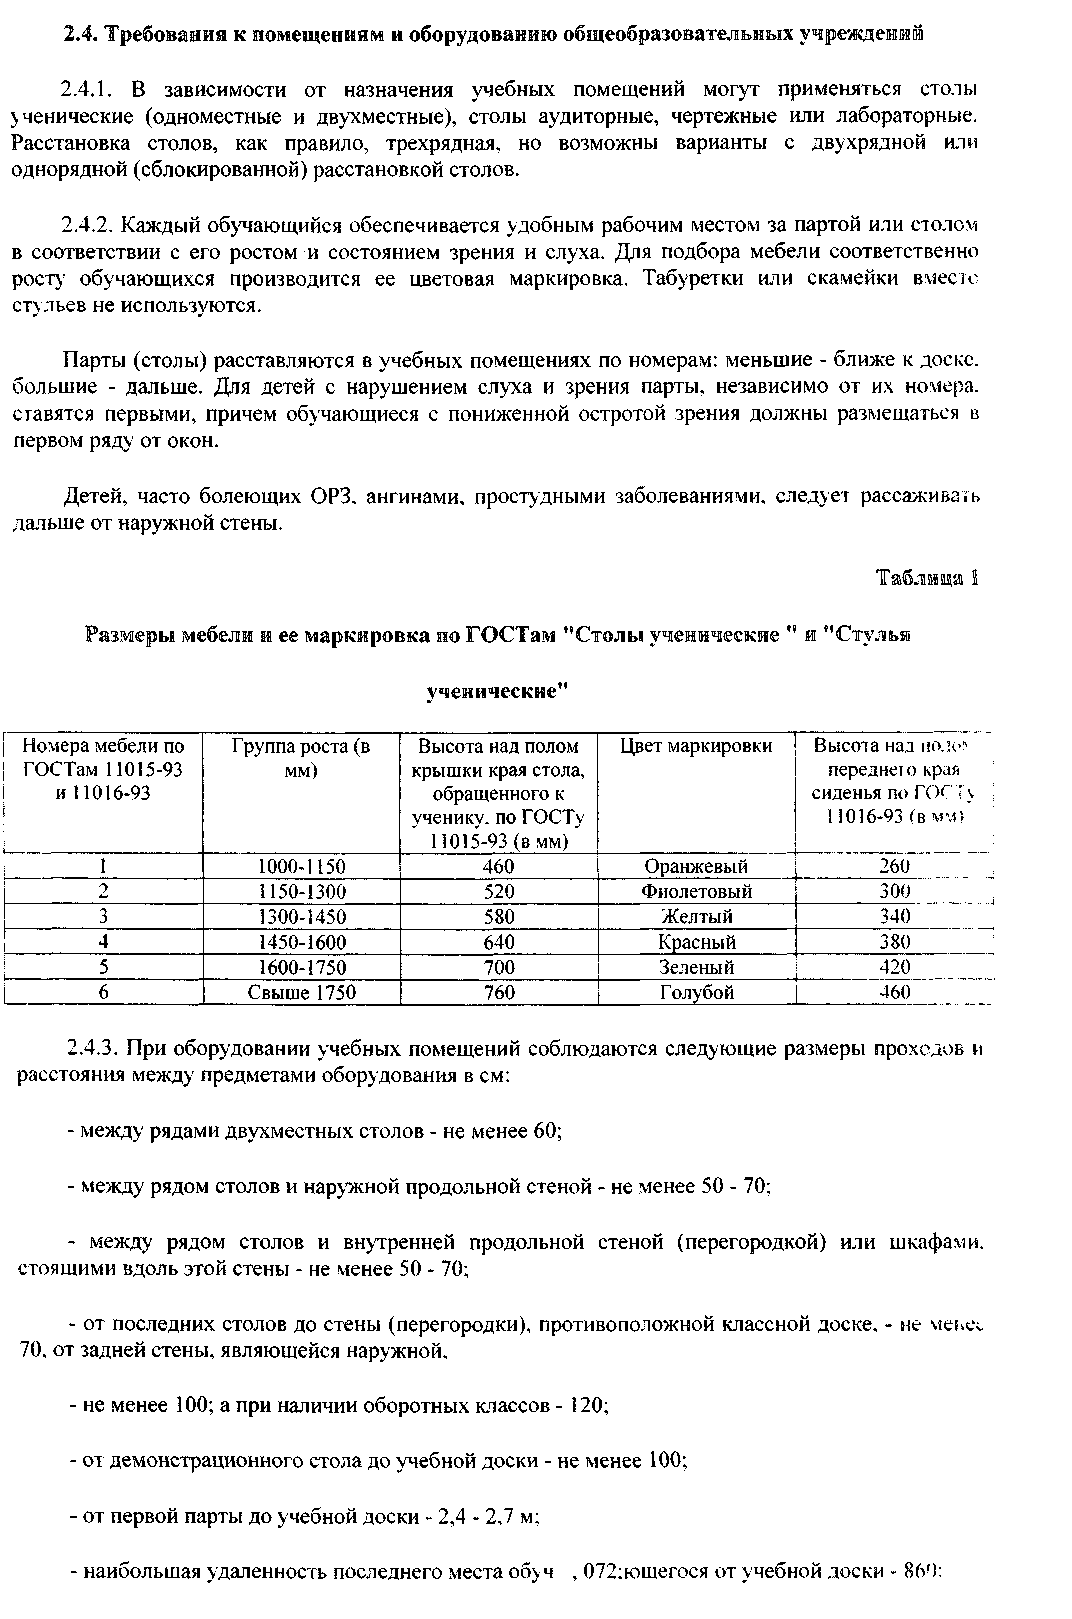 2.4. Требования к помещениям и оборудованию общеобразовательных учреждений
2.4.1. В зависимости от назначения учебных помещений могут применяться столы
ученические (одноместные и двухместные), столы аудиторные, чертежные или лабораторные.
Расстановка столов, как правило, трехрядная, но возможны варианты с двухрядной или
однорядной (сблокированной) расстановкой столов.
2.4.2. Каждый обучающийся обеспечивается удобным рабочим местом за партой или столом
в соответствии с его ростом и состоянием зрения и слуха. Для подбора мебели соответственно
росту обучающихся производится ее цветовая маркировка. Табуретки или скамейки вместо
стульев не используются.
Парты (столы) расставляются в учебных помещениях по номерам: меньшие - ближе к доске.
большие - дальше. Для детей с нарушением слуха и зрения парты, независимо от их номера.
ставятся первыми, причем обучающиеся с пониженной остротой зрения должны размещаться в
первом ряду от окон.
Детей, часто болеющих ОРЗ, ангинами, простудными заболеваниями, следует рассаживать
дальше от наружной стены.
Таблица 1
Размеры мебели и ее маркировка по ГОСТам "Столы ученические " и "Стулья
ученические"
Номера мебели по ГОСТам 11015-93 и 11016-93 | Группа роста (в мм) | Высота над полом крышки края стола, обращенного к ученику. по ГОСТу 11015-93 (в мм) | Цвет маркировки | Высота над полом переднего края сиденья по ГОСТу 11016-93 (в мм)
1 | 1000-1150 | 460 | Оранжевый | 260
2 | 1150-1300 | 520 | Фиолетовый | 300
3 | 1300-1450 | 580 | Желтый | 340
4 | 1450-1600 | 640 | Красный | 380
5 | 1600-1750 | 700 | Зеленый | 420
6 | Свыше 1750 | 760 | Голубой | 460
2.4.3. При оборудовании учебных помещений соблюдаются следующие размеры проходов и
расстояния между предметами оборудования в см:
- между рядами двухместных столов - не менее 60;
- между рядом столов и наружной продольной стеной - не менее 50 - 70;
- между рядом столов и внутренней продольной стеной (перегородкой) или шкафами.
стоящими вдоль этой стены - не менее 50 - 70;
- от последних столов до стены (перегородки), противоположной классной доске, - не менее
70, от задней стены, являющейся наружной,
- не менее 100; а при наличии оборотных классов - 120;
- от демонстрационного стола до учебной доски - не менее 100;
- от первой парты до учебной доски - 2,4 - 2,7 м;
- наибольшая удаленность последнего места обуч , 072;ющегося от учебной доски - 860;